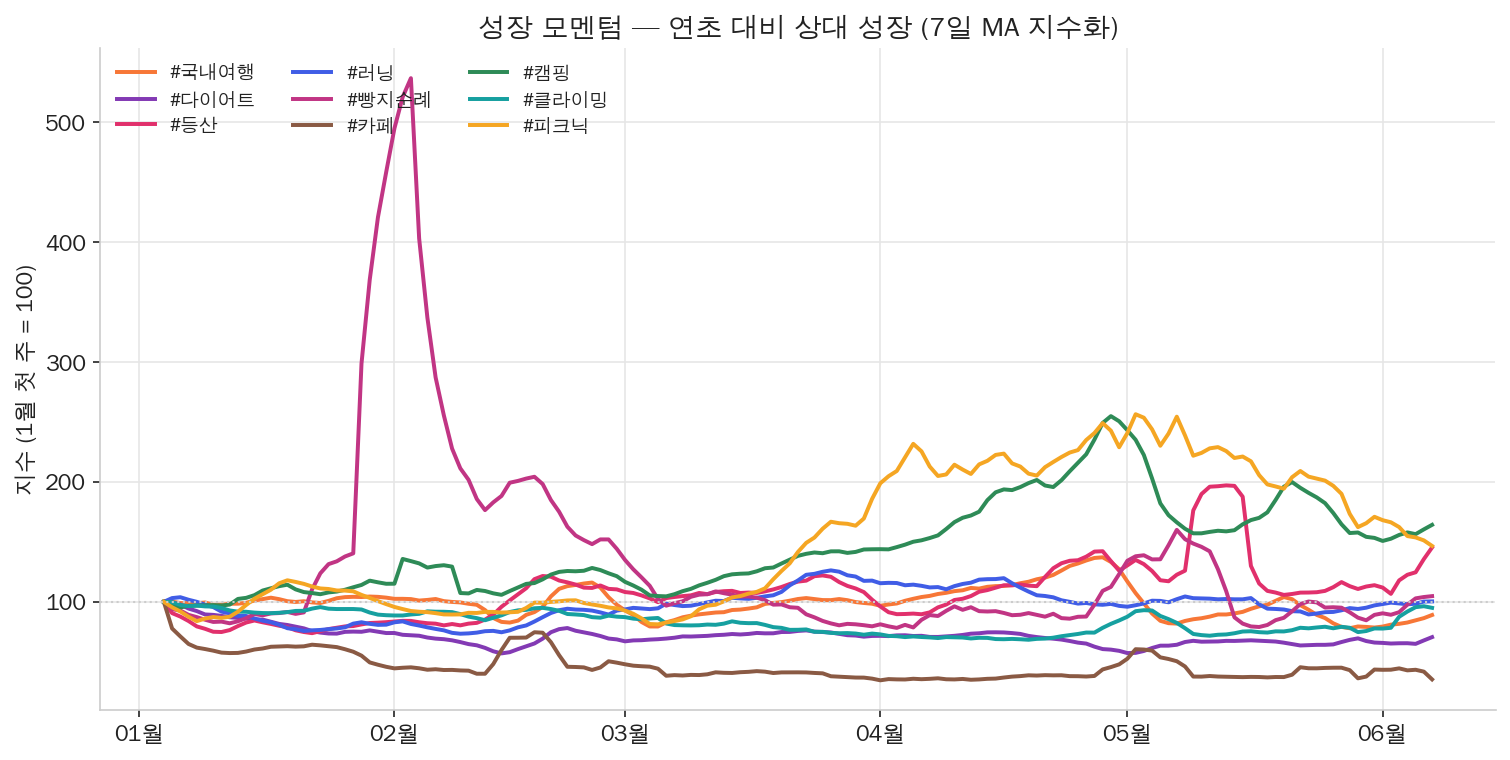 성장 모멘텀 — 연초 대비 상대 성장 (7일 MA 지수화)
#국내여행 #러닝 #캠핑
#다이어트 #빵지순례 #클라이밍
#등산 #카페 #피크닉
지수 (1월 첫 주 = 100)
500
400
300
200
100
01월 02월 03월 04월 05월 06월